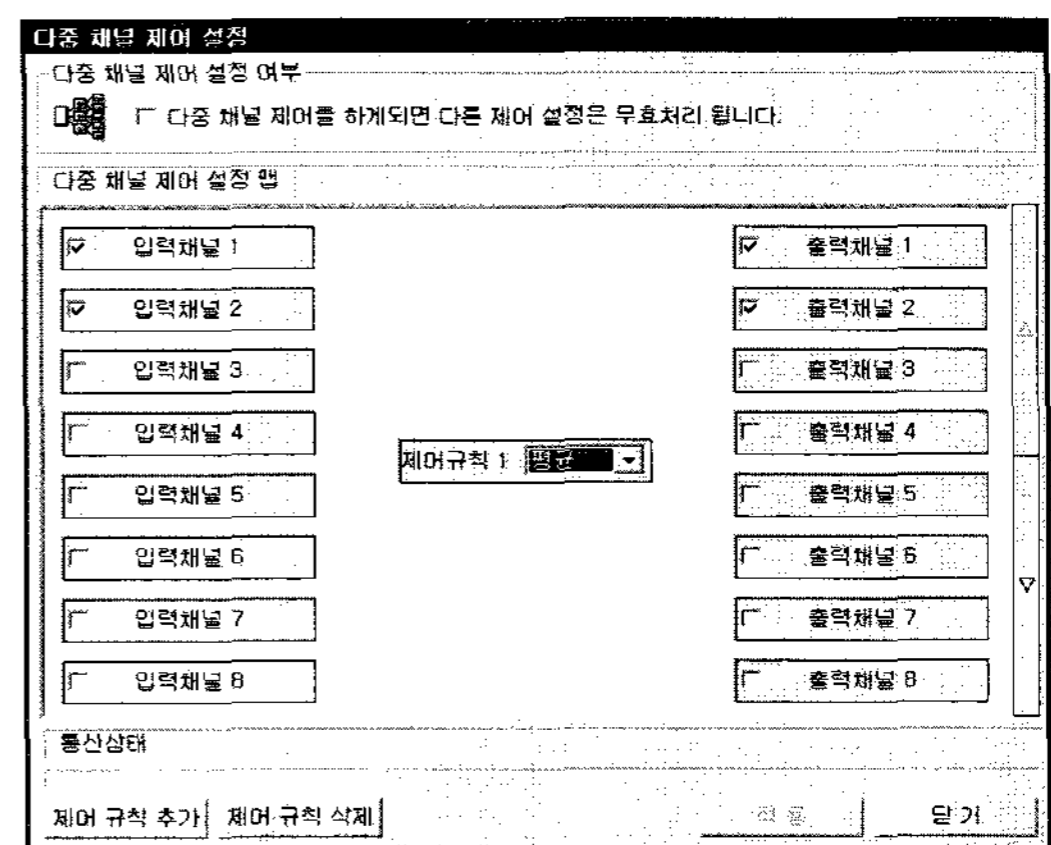 다중 채널 제어 설정
다중 채널 제어 설정 여부
다중 채널 제어를 하게되면 다른 제어 설정은 무효처리 됩니다.
다중 채널 제어 설정 맵
입력채널 1
출력채널 1
입력채널 2
출력채널 2
입력채널 3
출력채널 3
입력채널 4
출력채널 4
제어규칙 1 평균
입력채널 5
출력채널 5
입력채널 6
출력채널 6
입력채널 7
출력채널 7
입력채널 8
출력채널 8
통신상태
제어 규칙 추가
제어 규칙 삭제
적 용
닫 기